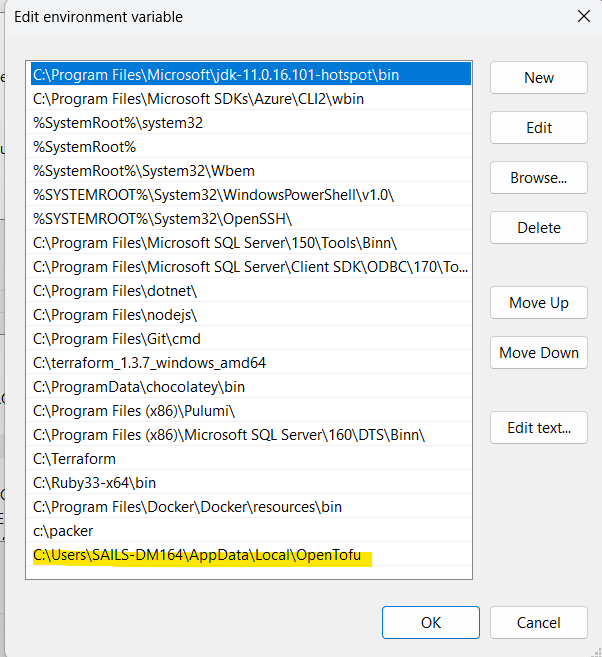 Edit environment variable
C:\Program Files\Microsoft\jdk-11.0.16.101-hotspot\bin
C:\Program Files\Microsoft SDKs\Azure\CLI2\wbin
%SystemRoot%\system32
%SystemRoot%
%SystemRoot%\System32\Wbem
%SYSTEMROOT%\System32\WindowsPowerShell\v1.0\
%SYSTEMROOT%\System32\OpenSSH\
C:\Program Files\Microsoft SQL Server\150\Tools\Binn\
C:\Program Files\Microsoft SQL Server\Client SDK\ODBC\170\To...
C:\Program Files\dotnet\
C:\Program Files\nodejs\
C:\Program Files\Git\cmd
C:\terraform_1.3.7_windows_amd64
C:\ProgramData\chocolatey\bin
C:\Program Files (x86)\Pulumi\
C:\Program Files (x86)\Microsoft SQL Server\160\DTS\Binn\
C:\Terraform
C:\Ruby33-x64\bin
C:\Program Files\Docker\Docker\resources\bin
c:\packer
C:\Users\SAILS-DM164\AppData\Local\OpenTofu
New
Edit
Browse...
Delete
Move Up
Move Down
Edit text...
OK
Cancel